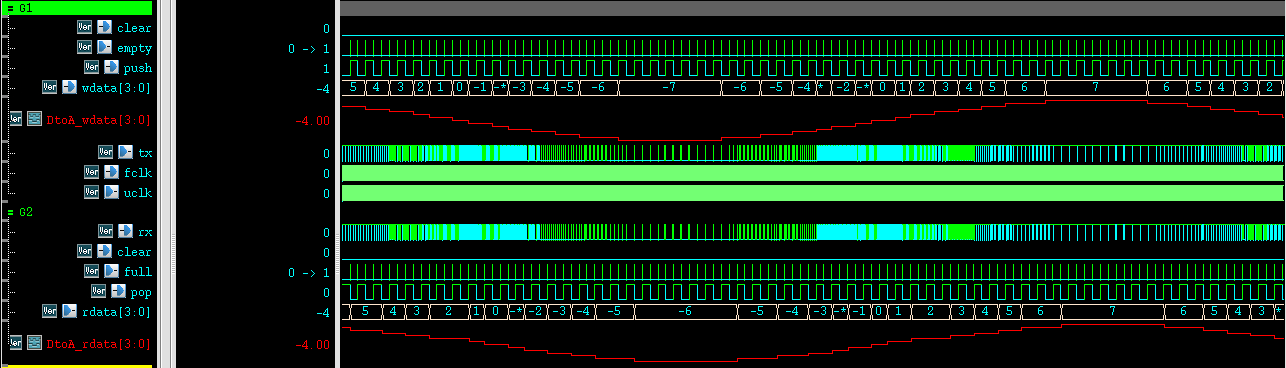 G1
Ver clear 0
Ver empty 0 -> 1
Ver push 1
Ver wdata[3:0] -4 5 4 3 2 1 0 -1 -* -3 -4 -5 -6 -7 -6 -5 -4 * -2 -* 0 1 2 3 4 5 6 7 6 5 4 3 2
Ver DtoA_wdata[3:0] -4.00
Ver tx 0
Ver fclk 0
Ver uclk 0
G2
Ver rx 0
Ver clear 0
Ver full 0 -> 1
Ver pop 0
Ver rdata[3:0] -4 5 4 3 2 1 0 -* -2 -3 -4 -5 -6 -5 -4 -3 -* -1 0 1 2 3 4 5 6 7 6 5 4 3 *
Ver DtoA_rdata[3:0] -4.00